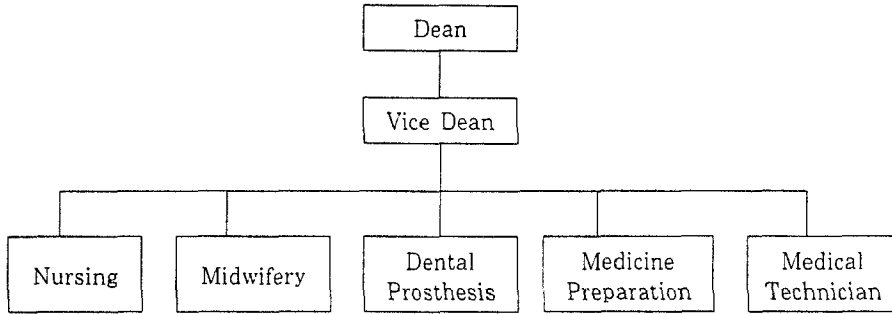 Dean
Vice Dean
Nursing
Midwifery
Dental
Prosthesis
Medicine
Preparation
Medical
Technician